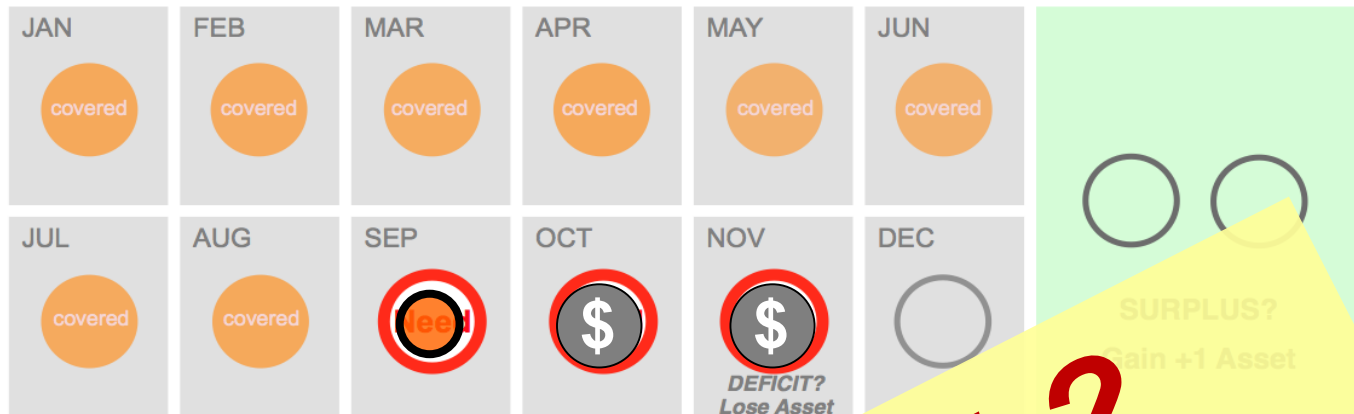 JAN FEB MAR APR MAY JUN
covered covered covered covered covered covered
JUL AUG SEP OCT NOV DEC
covered covered Need $ $
DEFICIT?
Lose Asset
SURPLUS?
Gain +1 Asset
?